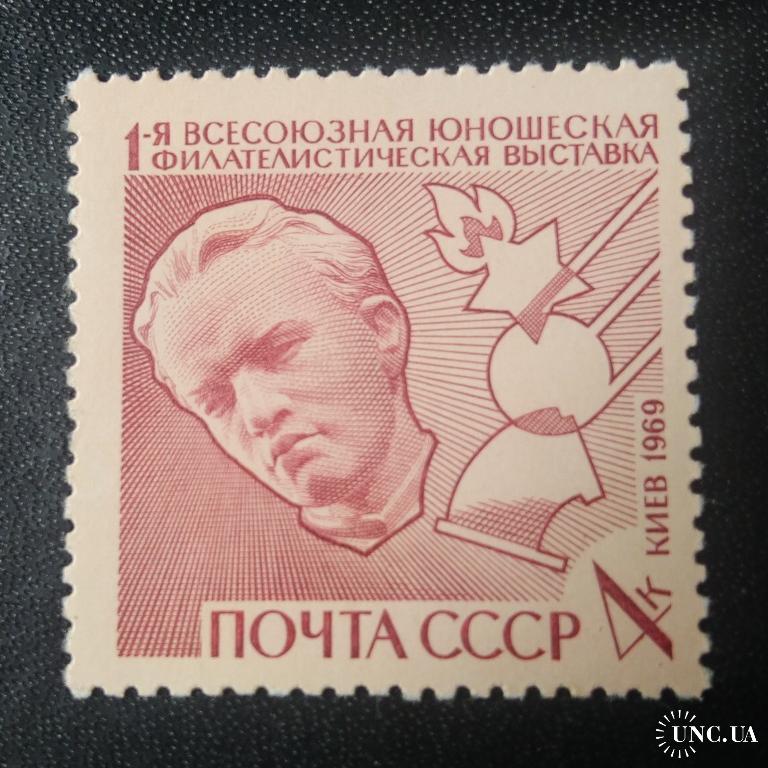 1-Я ВСЕСОЮЗНАЯ ЮНОШЕСКАЯ
ФИЛАТЕЛИСТИЧЕСКАЯ ВЫСТАВКА
КИЕВ 1969
4к
ПОЧТА СССР
UNC.UA